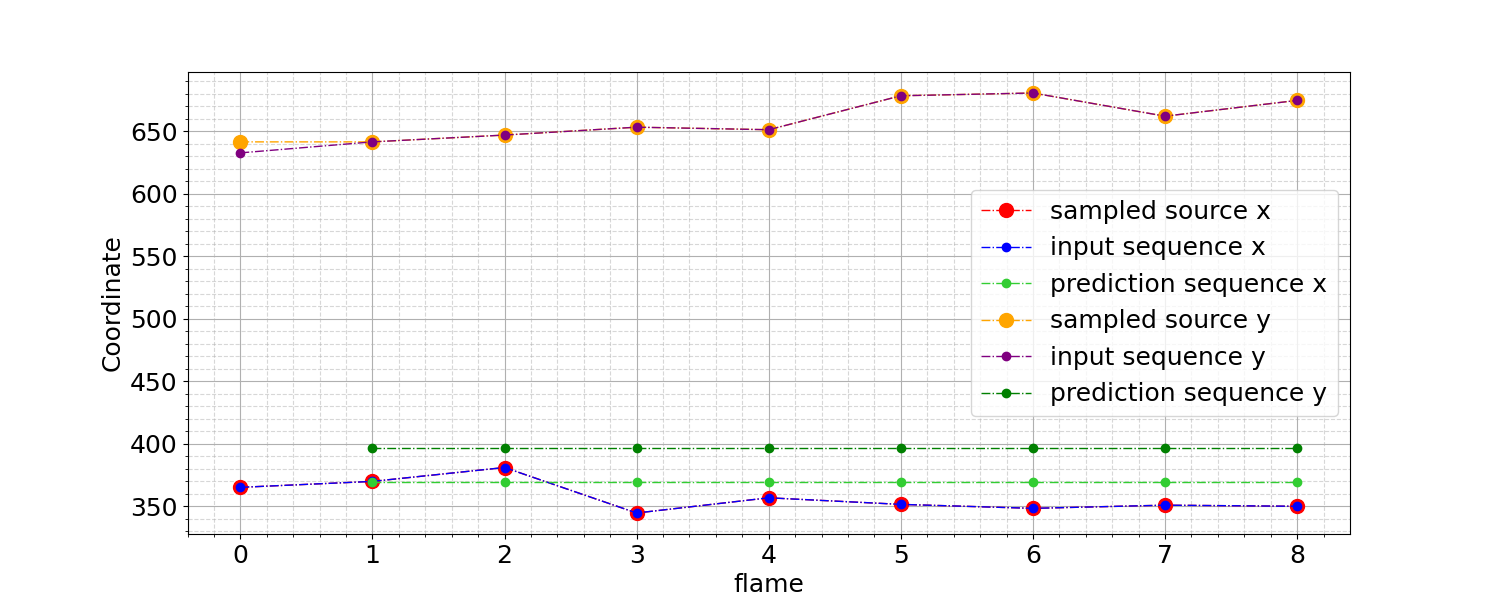 650
600
550
500
450
400
350
Coordinate
sampled source x
input sequence x
prediction sequence x
sampled source y
input sequence y
prediction sequence y
0 1 2 3 4 5 6 7 8
flame